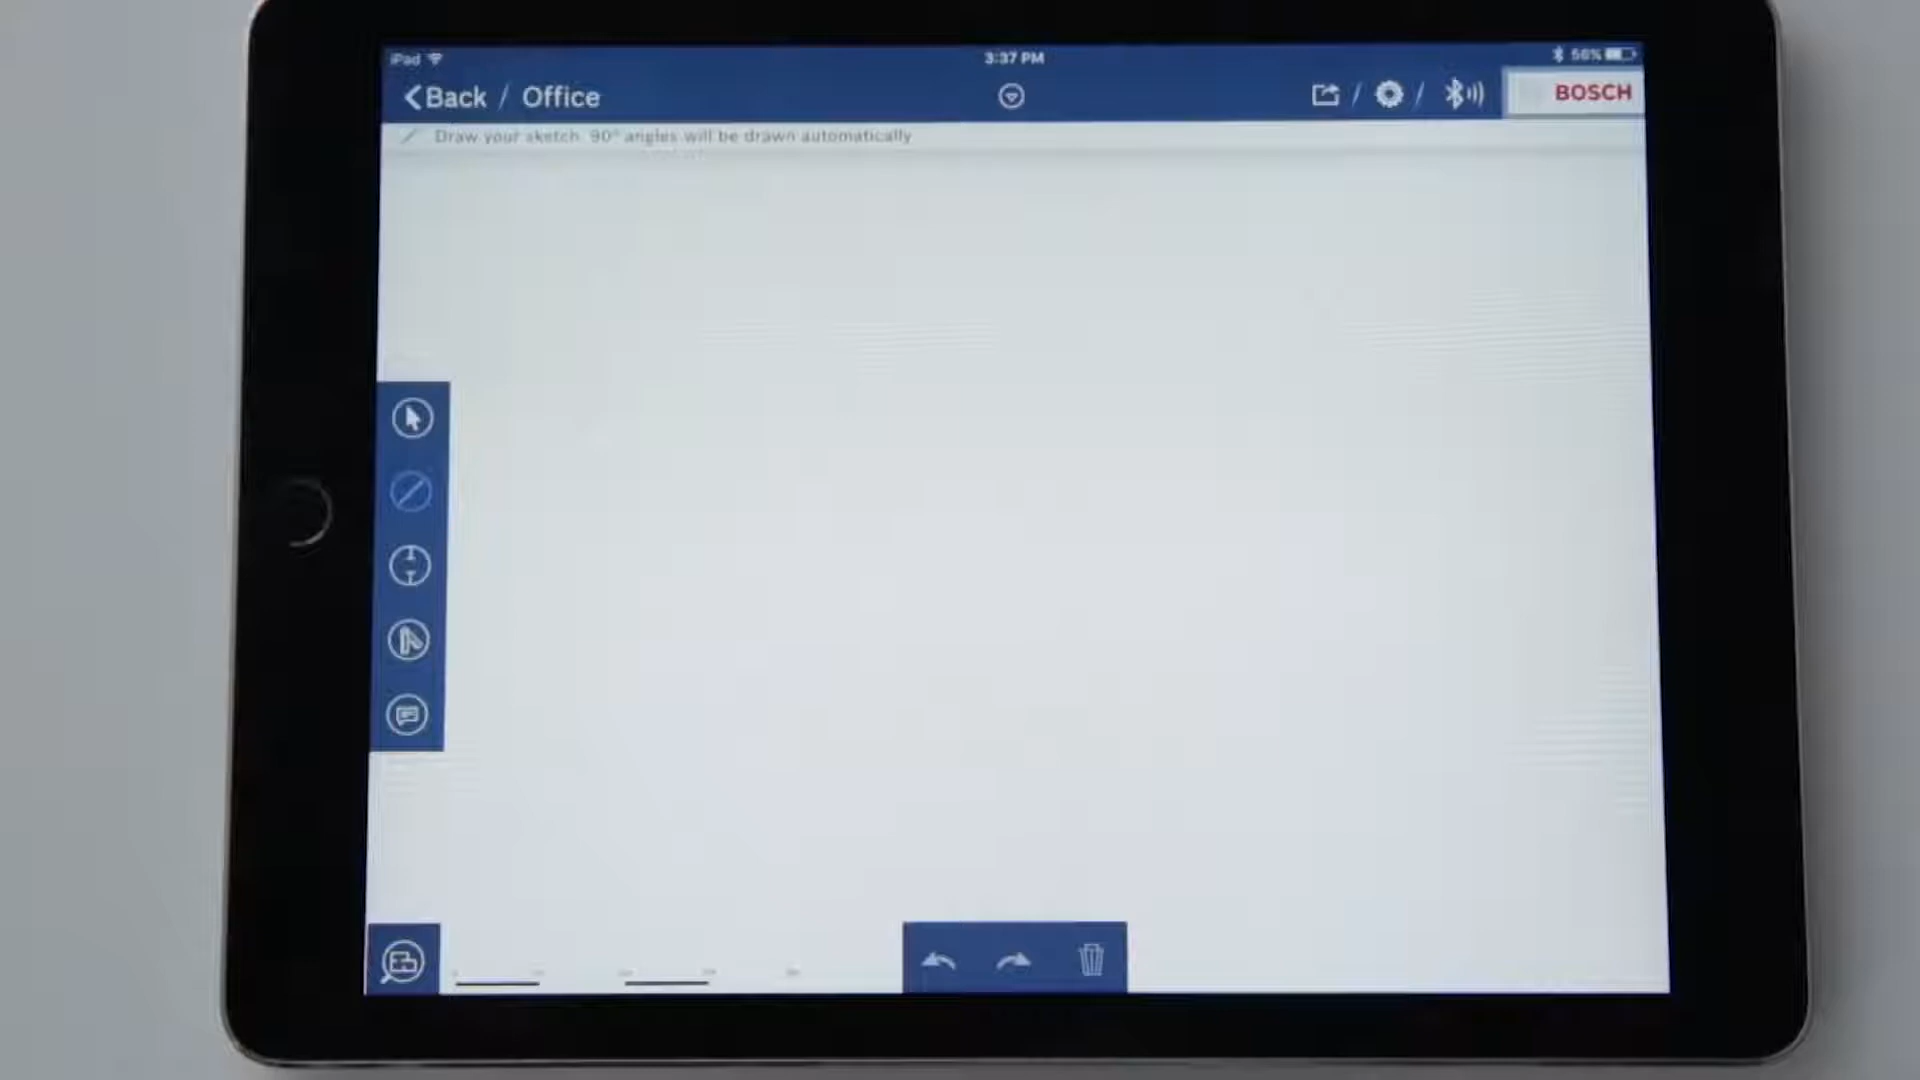 iPad
3:37 PM
56%
Back / Office
BOSCH
Draw your sketch. 90° angles will be drawn automatically